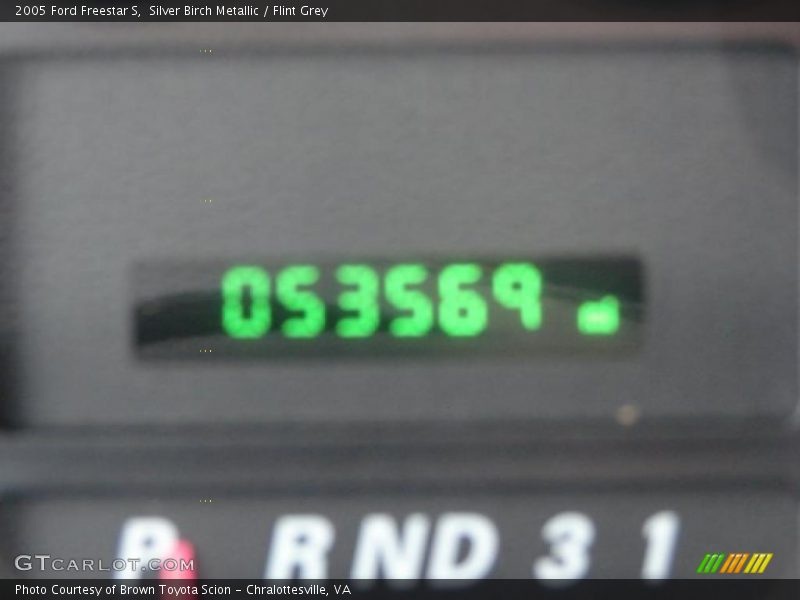 2005 Ford Freestar S, Silver Birch Metallic / Flint Grey
053569
P R N D 3 1
GTCARLOT.COM
Photo Courtesy of Brown Toyota Scion - Chralottesville, VA